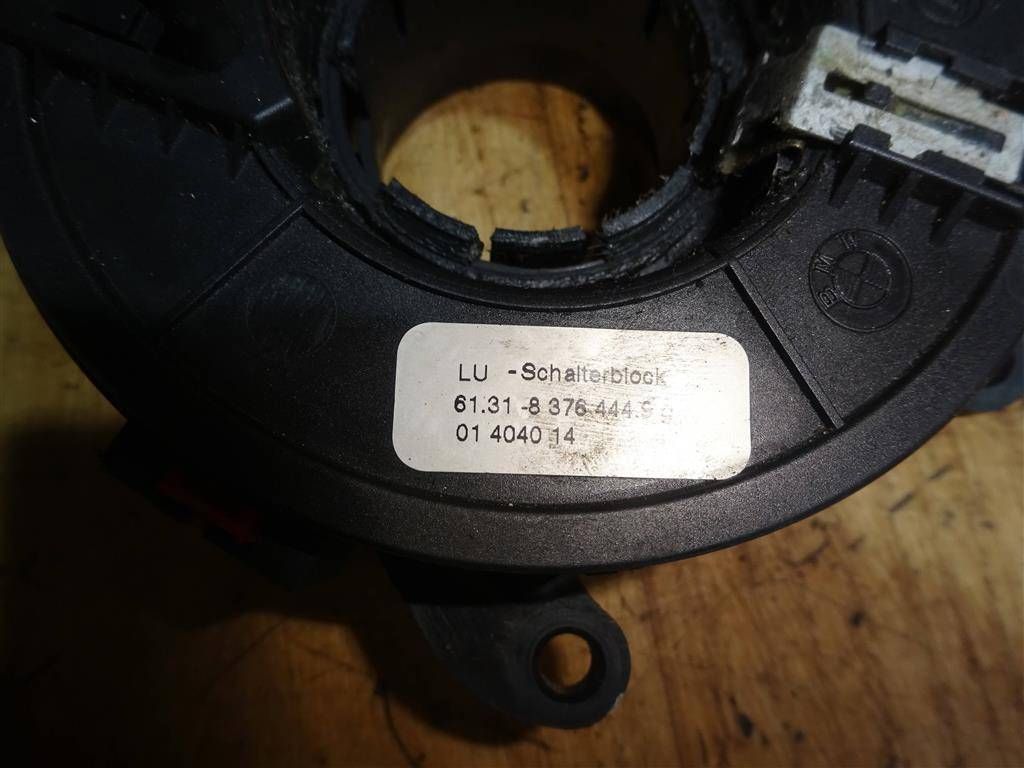 LU -Schalterblock
61.31 -8 376 444.9
01 4040 14
BMW